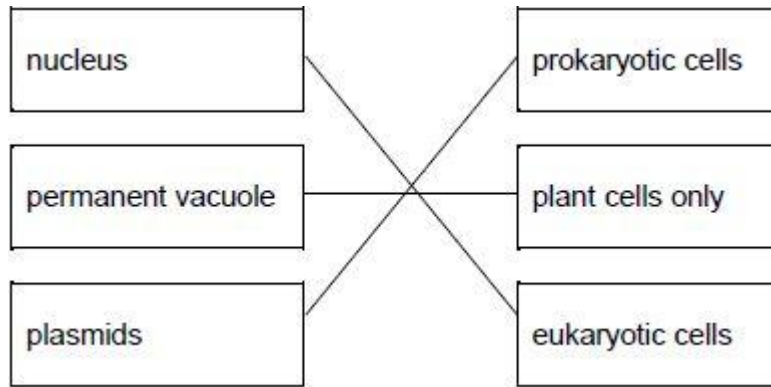 nucleus
prokaryotic cells
permanent vacuole
plant cells only
plasmids
eukaryotic cells